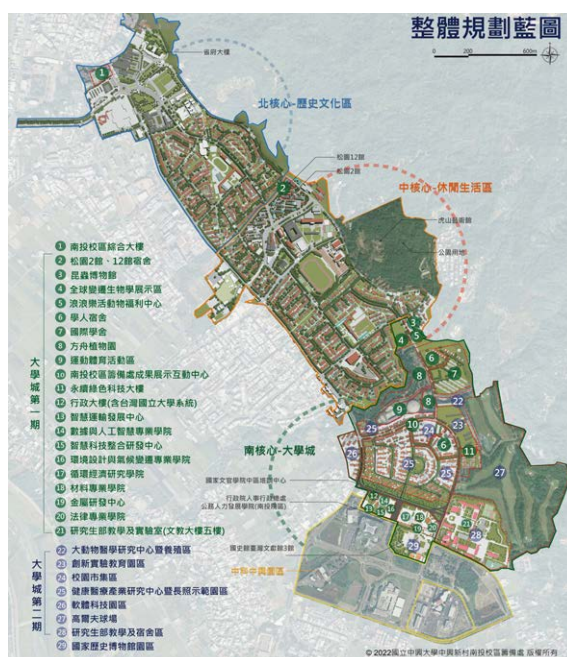 整體規劃藍圖
0 200 600m
省府大樓
北核心-歷史文化區
松園12館
松園2館
中核心-休閒生活區
虎山藝術館
公園用地
大學城第一期
1 南投校區綜合大樓
2 松園2館、12館宿舍
3 昆蟲博物館
4 全球變遷生物學展示區
5 浪浪樂活動物福利中心
6 學人宿舍
7 國際學舍
8 方舟植物園
9 運動體育活動區
10 南投校區籌備處成果展示互動中心
11 永續綠色科技大樓
12 行政大樓(含台灣國立大學系統)
13 智慧運輸發展中心
14 數據與人工智慧專業學院
15 智慧科技整合研發中心
16 環境設計與氣候變遷專業學院
17 循環經濟研究學院
18 材料專業學院
19 金屬研發中心
20 法律專業學院
21 研究生部教學及實驗室(文教大樓五樓)
大學城第二期
22 大動物醫學研究中心暨養殖區
23 創新實驗教育園區
24 校園市集區
25 健康醫療產業研究中心暨長照示範園區
26 軟體科技園區
27 高爾夫球場
28 研究生部教學及宿舍區
29 國家歷史博物館園區
南核心-大學城
國家文官學院中區培訓中心
行政院人事行政總處
公務人力發展學院(南投院區)
國史館臺灣文獻館3館
中科中興園區
© 2022國立中興大學中興新村南投校區籌備處 版權所有